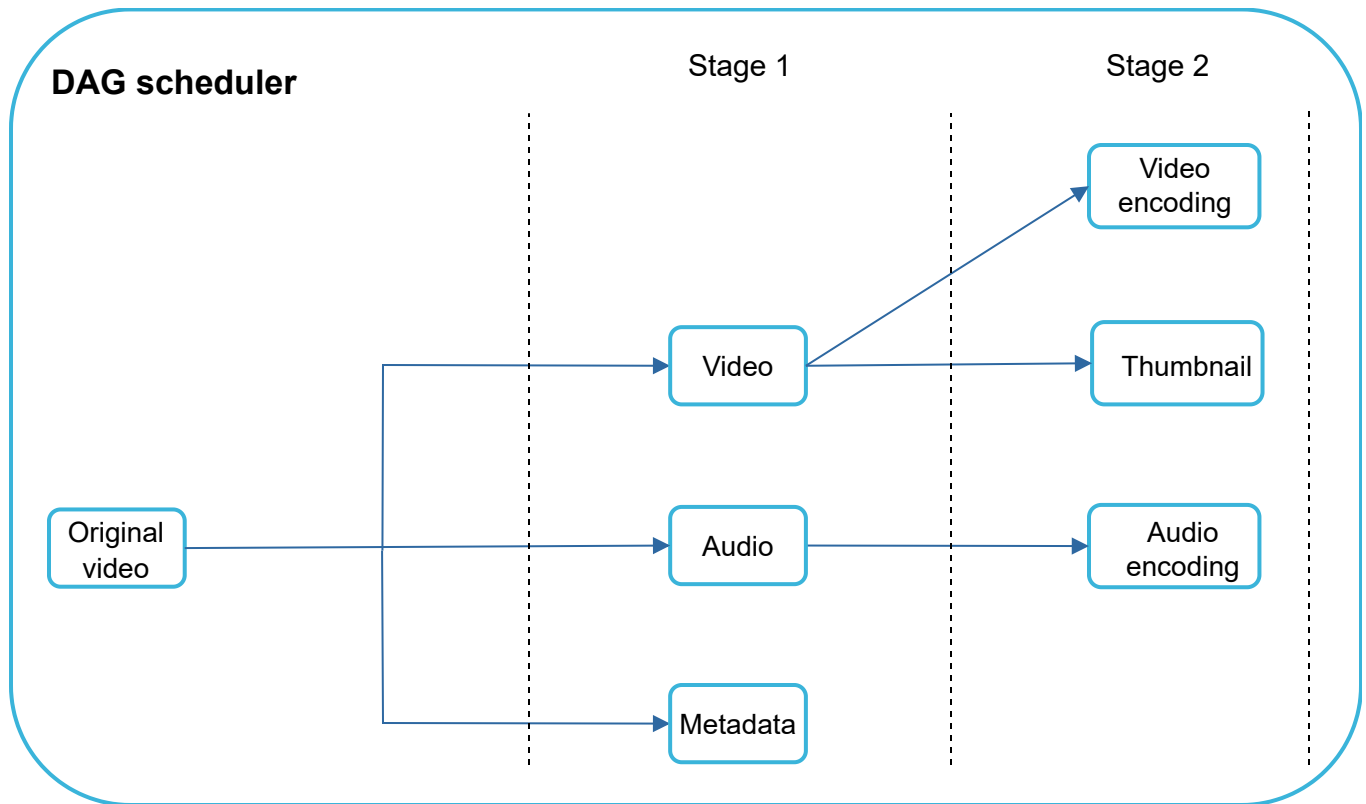 DAG scheduler
Stage 1
Stage 2
Video
encoding
Video
Thumbnail
Original
video
Audio
Audio
encoding
Metadata